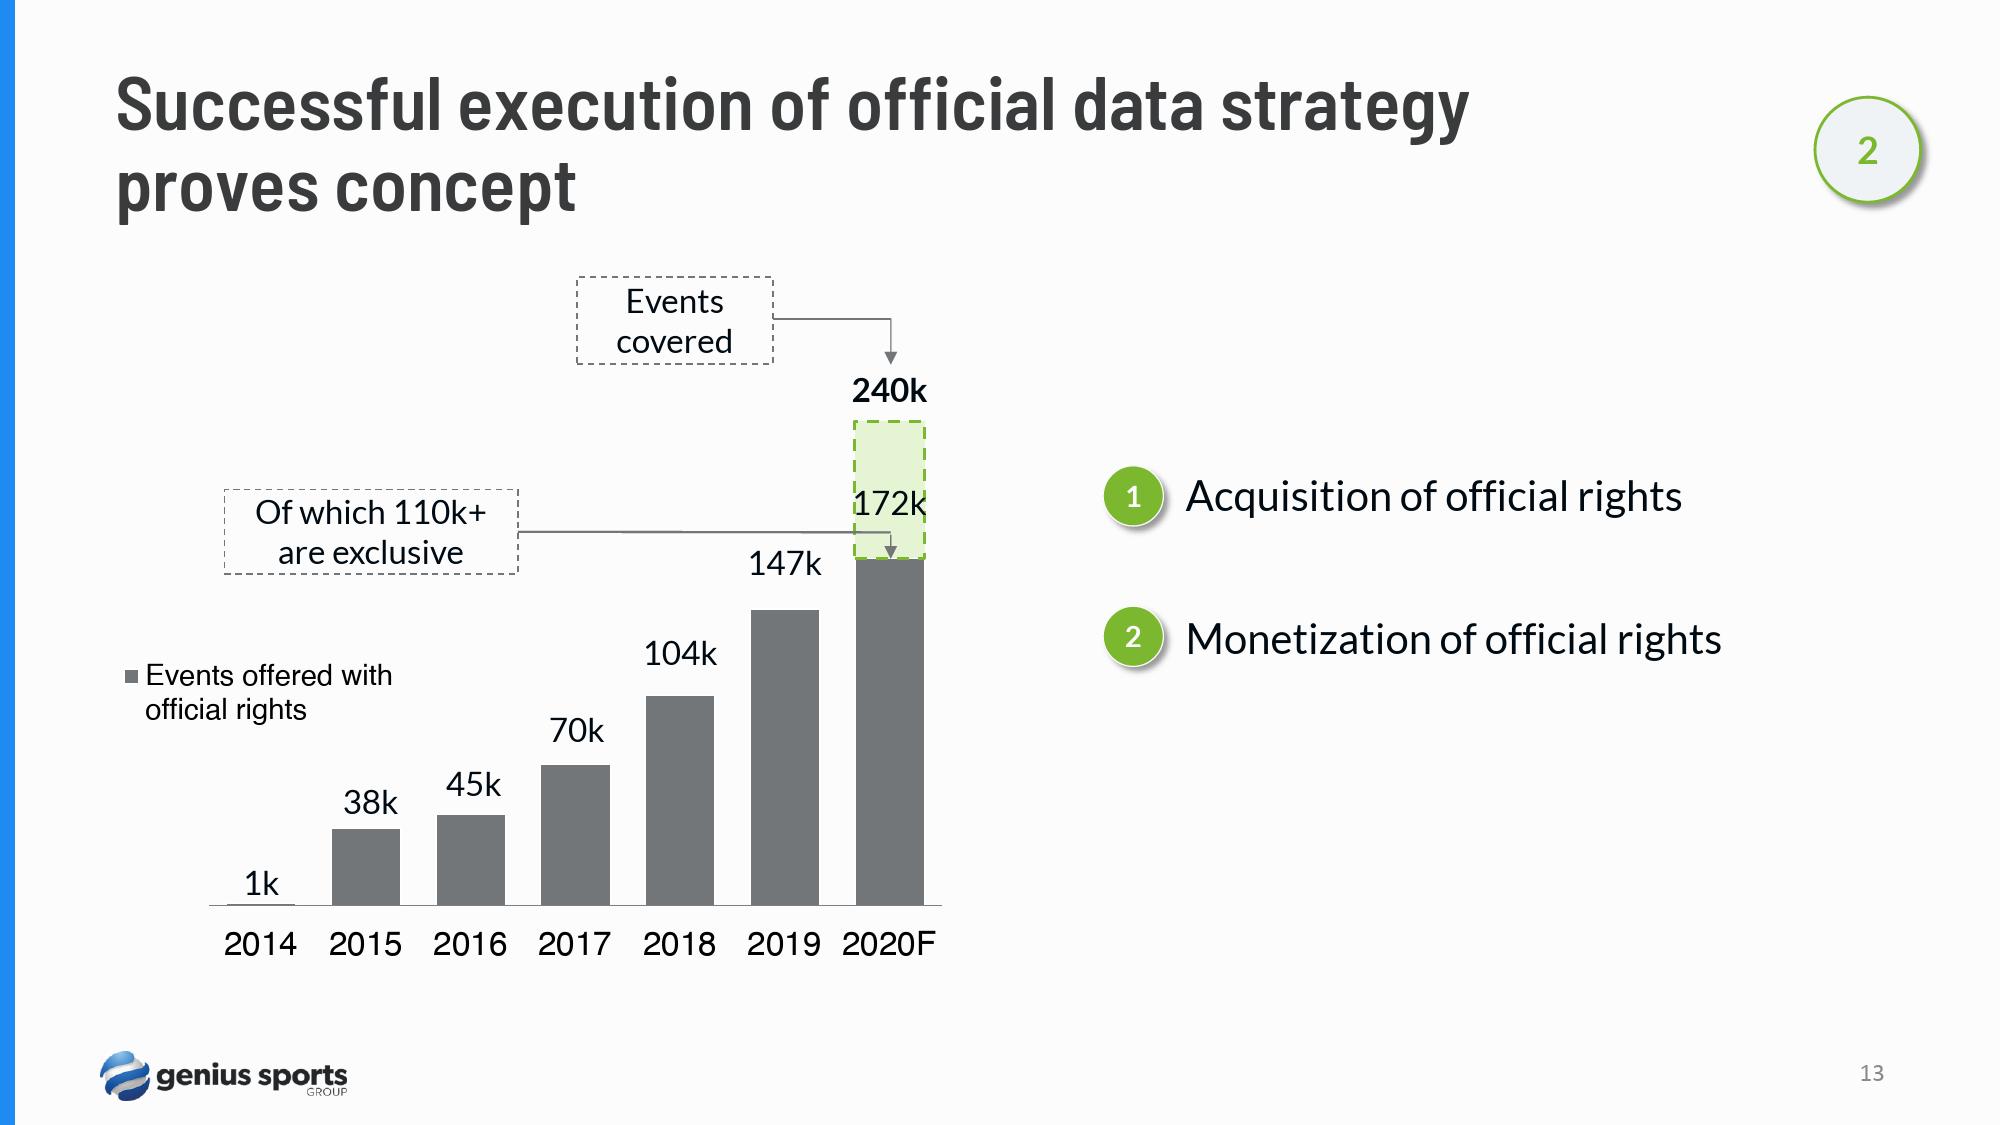 Successful execution of official data strategy
proves concept
2
Events
covered
240k
172k
Of which 110k+
are exclusive
147k
104k
70k
45k
38k
1k
Events offered with
official rights
2014 2015 2016 2017 2018 2019 2020F
1 Acquisition of official rights
2 Monetization of official rights
genius sports
GROUP
13